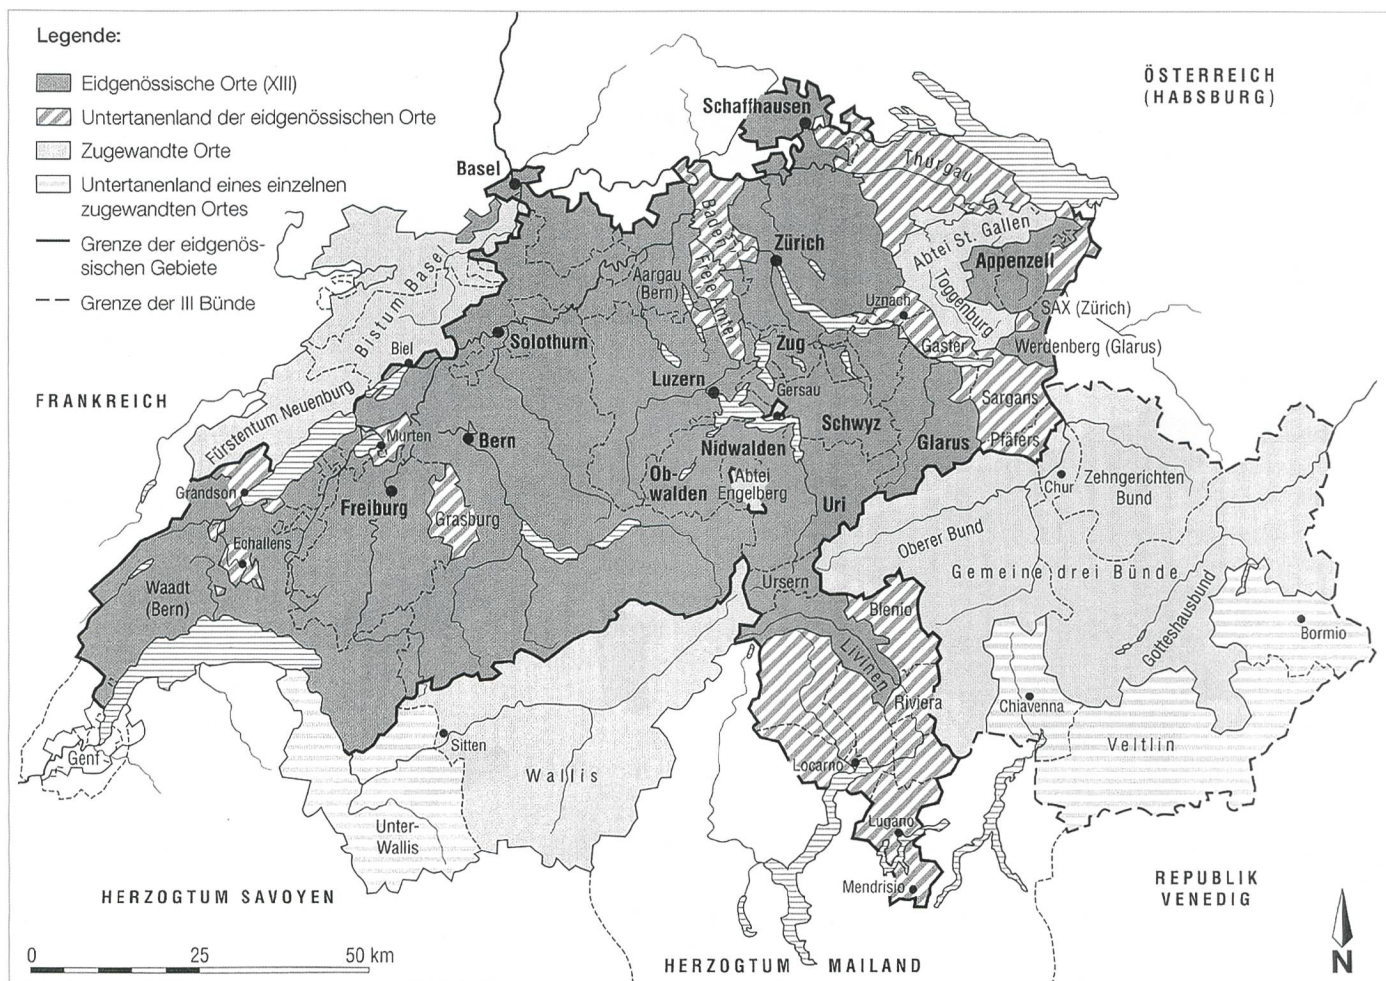 Legende:
Eidgenössische Orte (XIII)
Untertanenland der eidgenössischen Orte
Zugewandte Orte
Untertanenland eines einzelnen
zugewandten Ortes
Grenze der eidgenös-
sischen Gebiete
Grenze der III Bünde
ÖSTERREICH
(HABSBURG)
Schaffhausen
Basel
Thurgau
Baden
Freie Ämter
Zürich
Abtei St. Gallen
Appenzell
Toggenburg
Aargau
(Bern)
Uznach
SAX (Zürich)
Bistum Basel
Biel
Solothurn
Zug
Gaster
Werdenberg (Glarus)
FRANKREICH
Fürstentum Neuenburg
Luzern
Gersau
Sargans
Murten
Bern
Nidwalden
Schwyz
Glarus
Pfäfers
Grandson
Freiburg
Ob-
walden
Abtei
Engelberg
Uri
Chur
Zehngerichten
Bund
Grasburg
Echallens
Oberer Bund
Waadt
(Bern)
Ursern
Gemeine drei Bünde
Blenio
Gotteshausbund
Bormio
Livinen
Riviera
Chiavenna
Genf
Sitten
Wallis
Locarno
Veltlin
Unter-
Wallis
Lugano
Mendrisio
HERZOGTUM SAVOYEN
REPUBLIK
VENEDIG
0 25 50 km
HERZOGTUM MAILAND
N